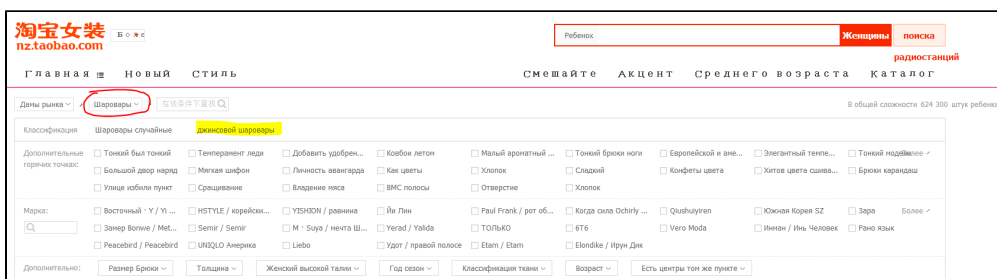 淘宝女装 Бо
nz.taobao.com
Ребенок
Женщины поиска
радиостанций
Главная Новый Стиль Смешайте Акцент Среднего возраста Каталог
Дамы рынка Шаровары 在该条件下查找 В общей сложности 624 300 штук ребенка
Классификация Шаровары случайные джинсовой шаровары
Дополнительные горячих точках: Тонкий был тонкий Темперамент леди Добавить удобрен... Ковбои летом Малый ароматный ... Тонкий брюки ноги Европейской и аме... Элегантный темпе... Тонкий Более
Большой двор наряд Мягкая шифон Личность авангарда Как цветы Хлопок Сладкий Конфеты цвета Хитов цвета сшива... Брюки карандаш
Улице избили пункт Сращивание Владение мяса BMC полосы Отверстие Хлопок
Марка: Восточный · Y / Yi ... HSTYLE / корейски... YISHION / равнина Йи Лин Paul Frank / рот об... Когда сила Ochirly ... Qiushuiyiren Южная Корея SZ Зара Более
Замер Bonwe / Met... Semir / Semir М · Suya / мечта Ш... Yerad / Yalida ТОЛЬКО 6T6 Vero Moda Инман / Инь Человек Рано язык
Peacebird / Peacebird UNIQLO Америка Liebo Удот / правой полосе Etam / Etam Elondike / Ирун Дик
Дополнительно: Размер Брюки Толщина Женский высокой талии Год сезон Классификация ткани Возраст Есть центры том же пункте